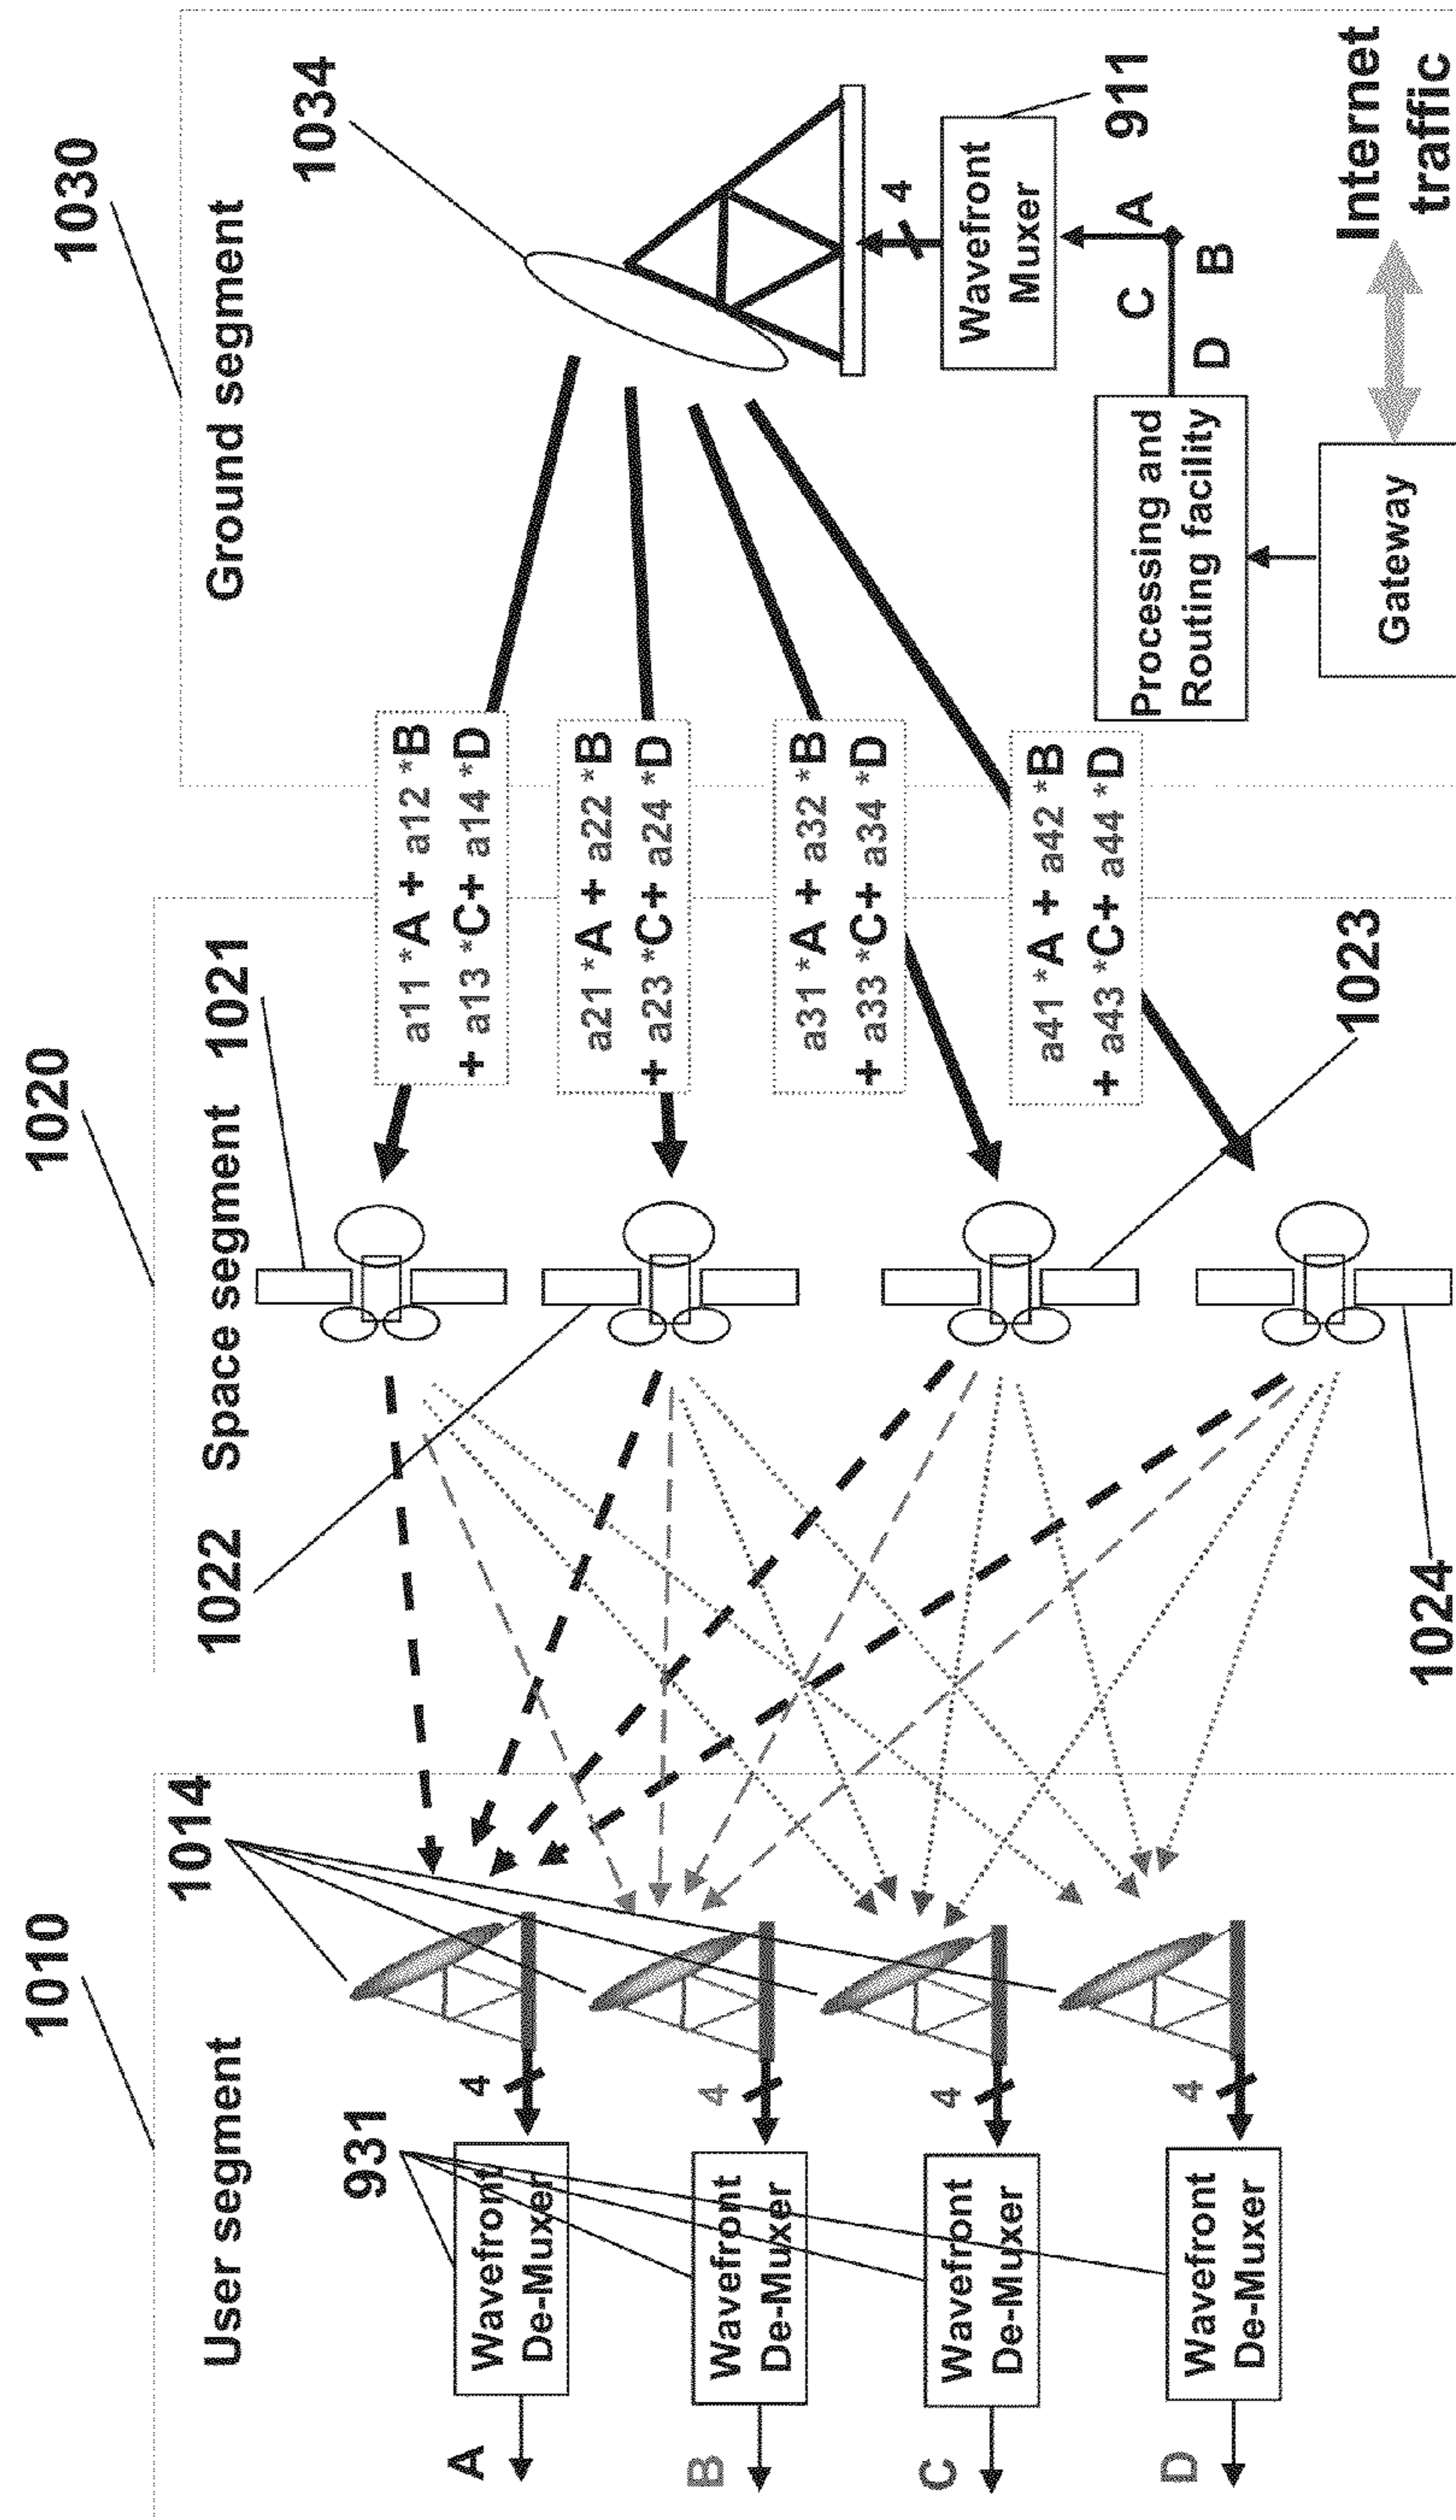 1010
1020
1030
User segment
Space segment
Ground segment
1014
1022
1021
1034
931
Wavefront
De-Muxer
4
A
Wavefront
De-Muxer
4
B
Wavefront
De-Muxer
4
C
Wavefront
De-Muxer
4
D
1024
1023
a11 *A + a12 *B
+ a13 *C+ a14 *D
a21 *A + a22 *B
+ a23 *C+ a24 *D
a31 *A + a32 *B
+ a33 *C+ a34 *D
a41 *A + a42 *B
+ a43 *C+ a44 *D
4
Wavefront
Muxer
911
C A
D B
Processing and
Routing facility
Gateway
Internet
traffic